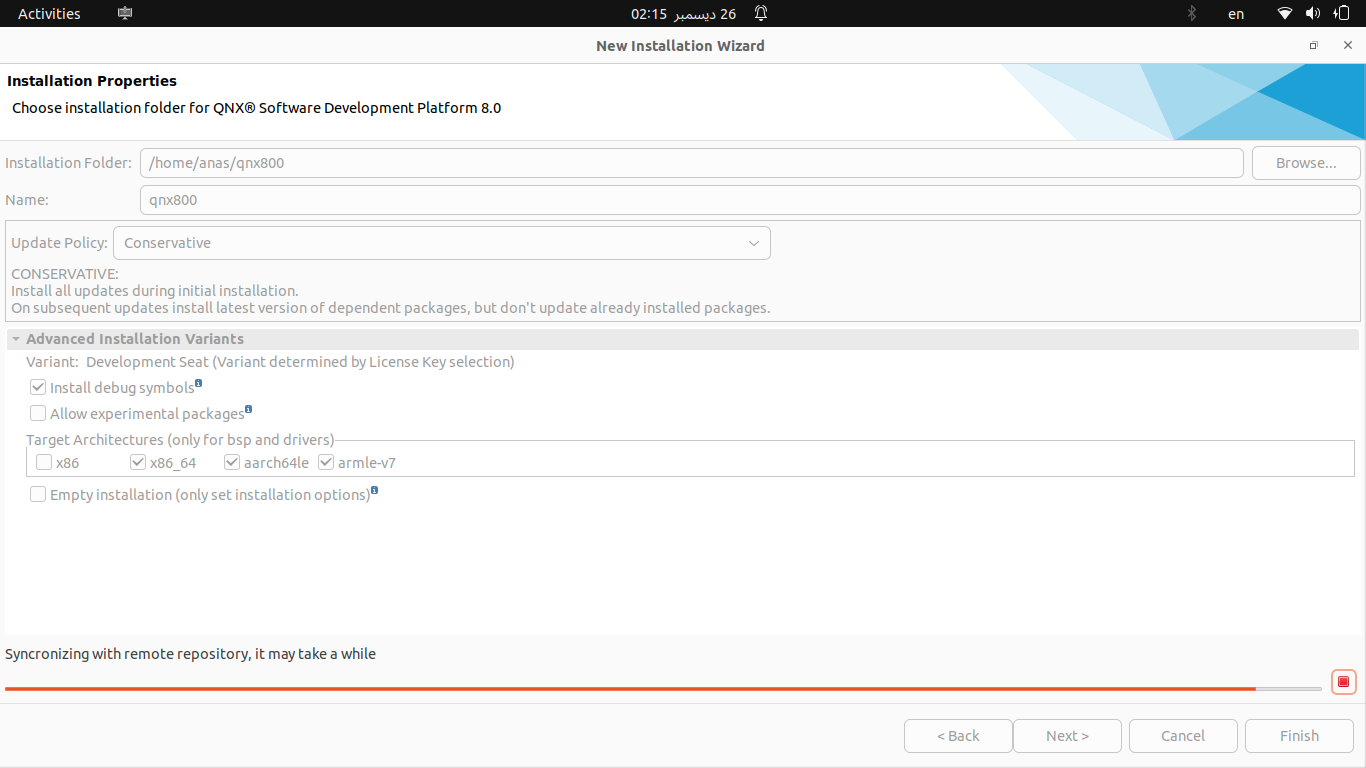 Activities
26 ديسمبر 02:15
en
New Installation Wizard
Installation Properties
Choose installation folder for QNX® Software Development Platform 8.0
Installation Folder: /home/anas/qnx800 Browse...
Name: qnx800
Update Policy: Conservative
CONSERVATIVE:
Install all updates during initial installation.
On subsequent updates install latest version of dependent packages, but don't update already installed packages.
Advanced Installation Variants
Variant: Development Seat (Variant determined by License Key selection)
Install debug symbols
Allow experimental packages
Target Architectures (only for bsp and drivers)
x86 x86_64 aarch64le armle-v7
Empty installation (only set installation options)
Syncronizing with remote repository, it may take a while
< Back Next > Cancel Finish